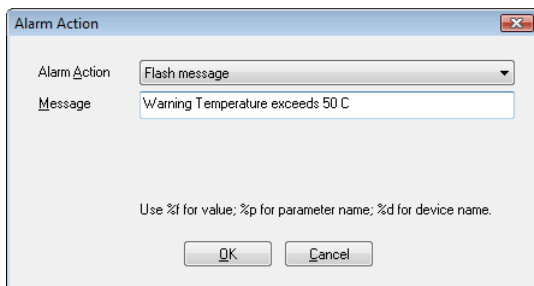 Alarm Action
Alarm Action Flash message
Message Warning Temperature exceeds 50 C
Use %f for value; %p for parameter name; %d for device name.
OK Cancel